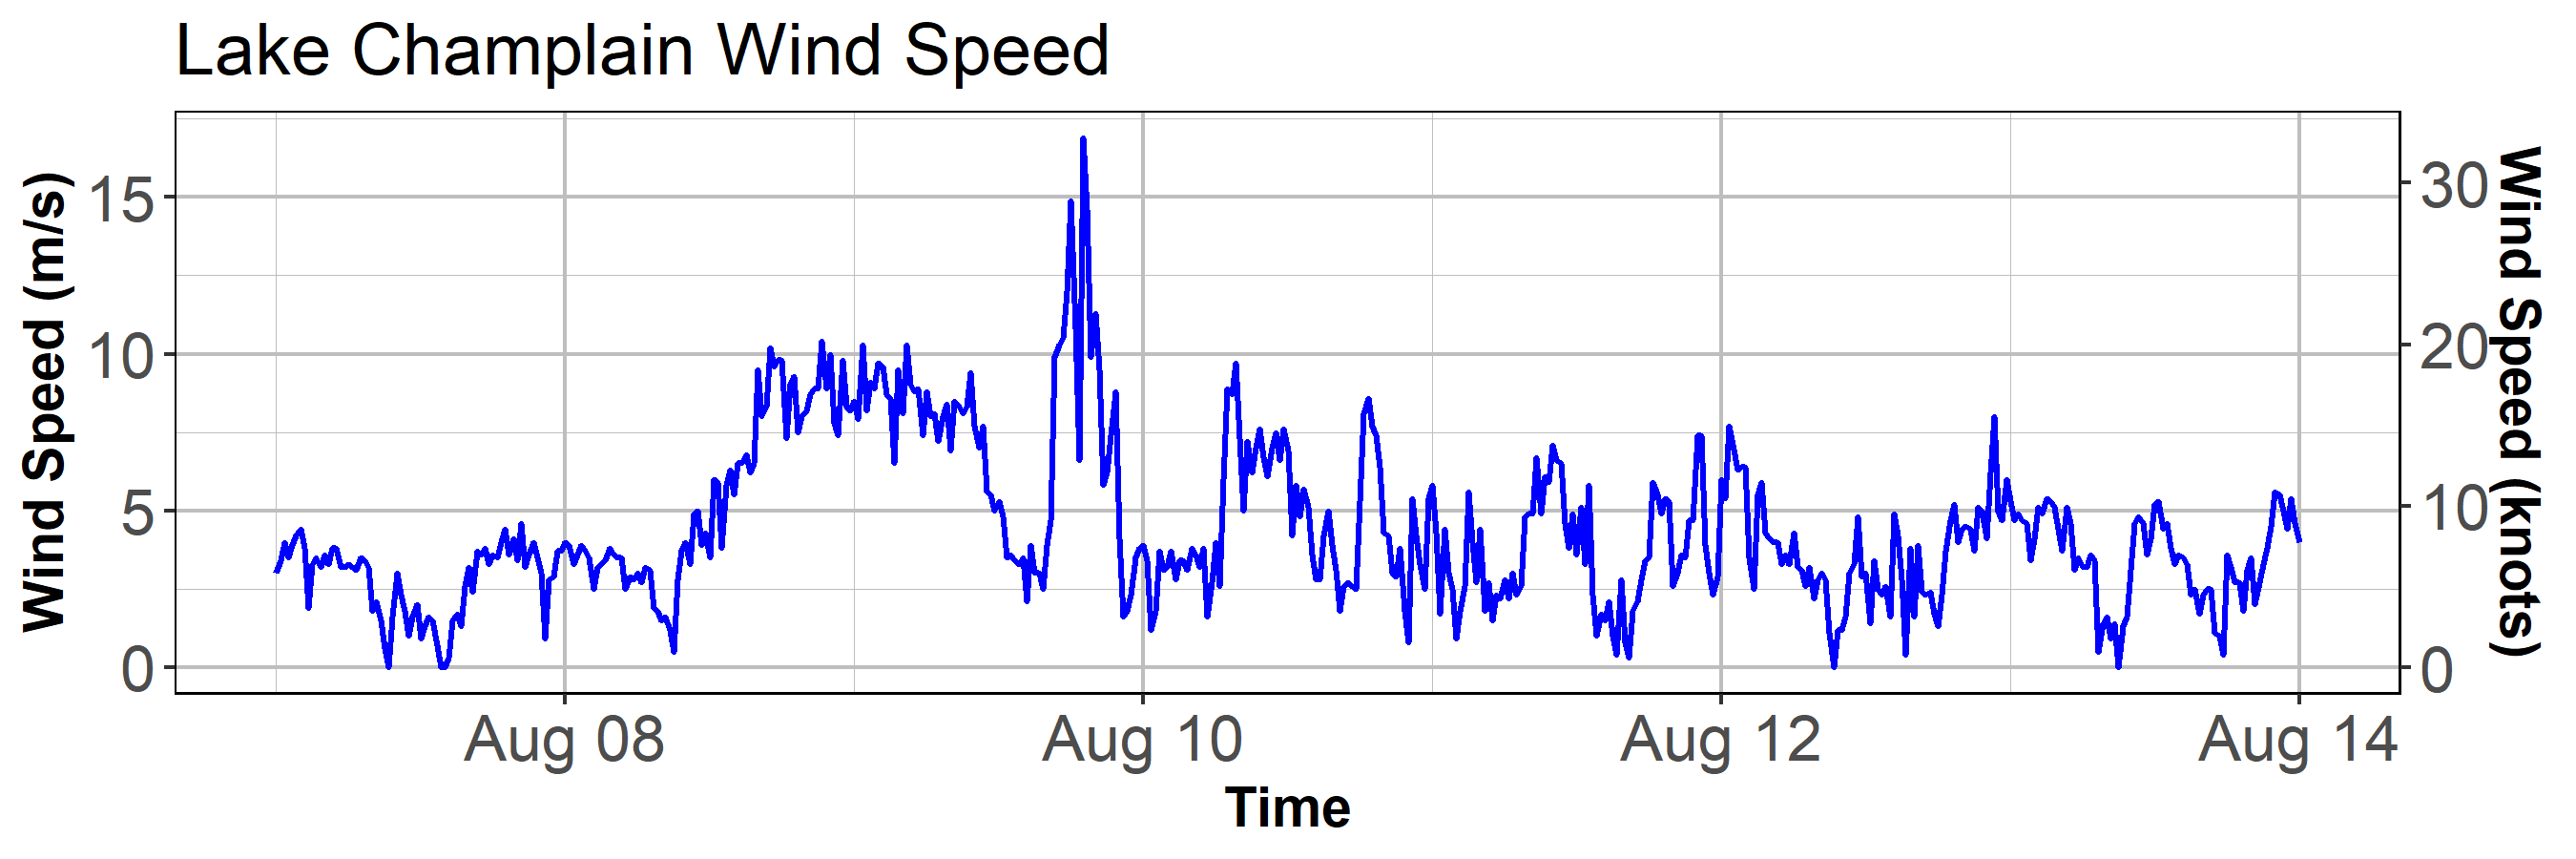 Lake Champlain Wind Speed
Wind Speed (m/s)
15
10
5
0
30
20
10
0
Wind Speed (knots)
Aug 08
Aug 10
Aug 12
Aug 14
Time